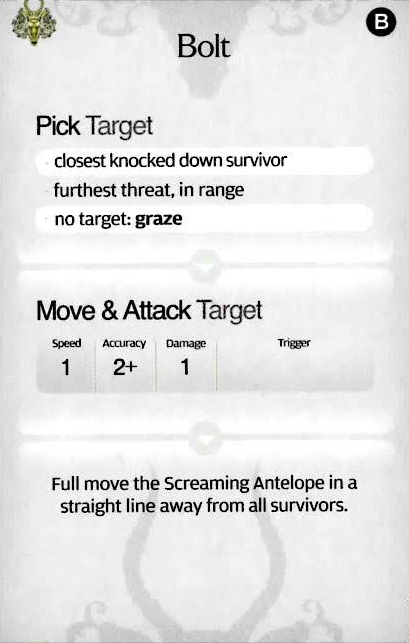 B
Bolt
Pick Target
closest knocked down survivor
furthest threat, in range
no target: graze
Move & Attack Target
Speed Accuracy Damage Trigger
1 2+ 1
Full move the Screaming Antelope in a
straight line away from all survivors.